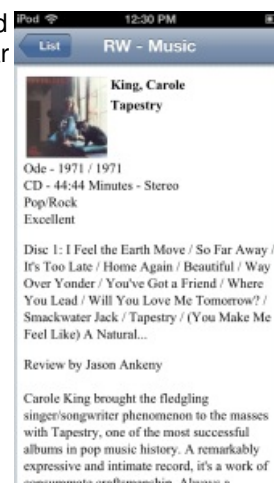 iPod 12:30 PM
List RW - Music
King, Carole
Tapestry
Ode - 1971 / 1971
CD - 44:44 Minutes - Stereo
Pop/Rock
Excellent
Disc 1: I Feel the Earth Move / So Far Away /
It's Too Late / Home Again / Beautiful / Way
Over Yonder / You've Got a Friend / Where
You Lead / Will You Love Me Tomorrow? /
Smackwater Jack / Tapestry / (You Make Me
Feel Like) A Natural...
Review by Jason Ankeny
Carole King brought the fledgling
singer/songwriter phenomenon to the masses
with Tapestry, one of the most successful
albums in pop music history. A remarkably
expressive and intimate record, it's a work of